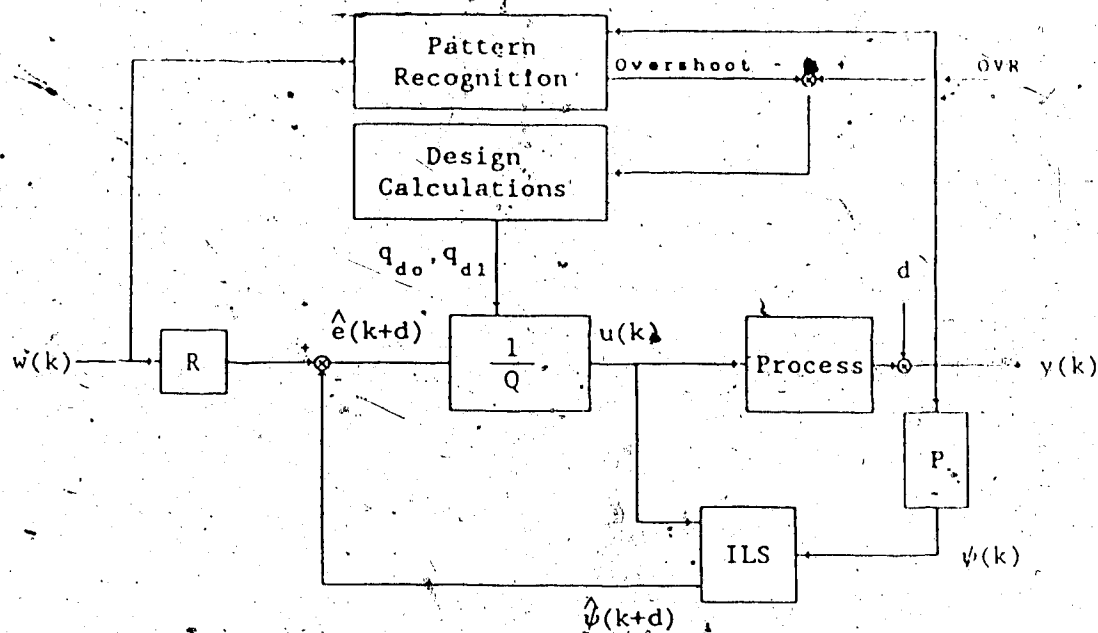 Pattern
Recognition
Overshoot - +
OVR
Design
Calculations
q_do, q_d1
d
ê(k+d)
u(k)
w(k)
R
1
Q
Process
y(k)
P
ILS
ψ(k)
ψ̂(k+d)